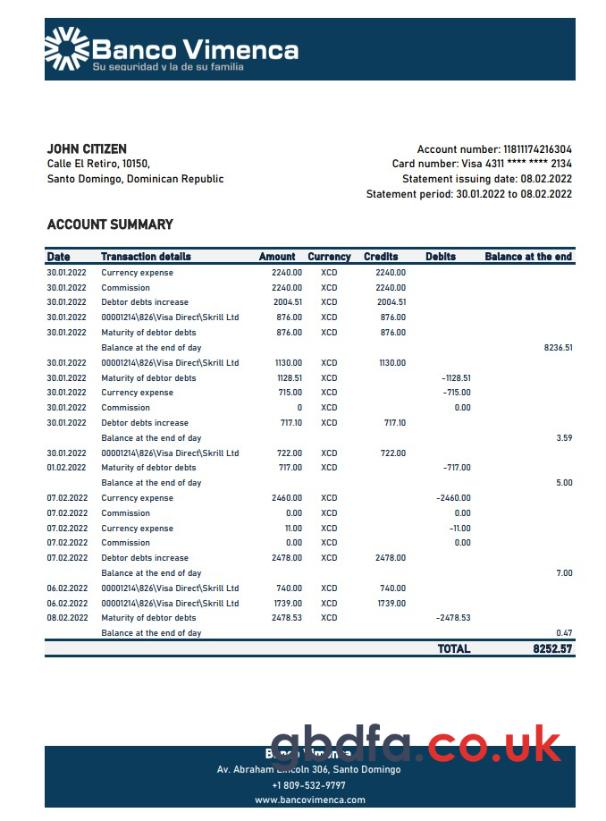 Banco Vimenca
Su seguridad y la de su familia
JOHN CITIZEN
Calle El Retiro, 10150,
Santo Domingo, Dominican Republic
Account number: 11811174216304
Card number: Visa 4311 **** **** 2134
Statement issuing date: 08.02.2022
Statement period: 30.01.2022 to 08.02.2022
ACCOUNT SUMMARY
Date Transaction details Amount Currency Credits Debits Balance at the end
30.01.2022 Currency expense 2240.00 XCD 2240.00
30.01.2022 Commission 2240.00 XCD 2240.00
30.01.2022 Debtor debts increase 2004.51 XCD 2004.51
30.01.2022 00001214\826\Visa Direct\Skrill Ltd 876.00 XCD 876.00
30.01.2022 Maturity of debtor debts 876.00 XCD 876.00
Balance at the end of day 8236.51
30.01.2022 00001214\826\Visa Direct\Skrill Ltd 1130.00 XCD 1130.00
30.01.2022 Maturity of debtor debts 1128.51 XCD -1128.51
30.01.2022 Currency expense 715.00 XCD -715.00
30.01.2022 Commission 0 XCD 0.00
30.01.2022 Debtor debts increase 717.10 XCD 717.10
Balance at the end of day 3.59
30.01.2022 00001214\826\Visa Direct\Skrill Ltd 722.00 XCD 722.00
01.02.2022 Maturity of debtor debts 717.00 XCD -717.00
Balance at the end of day 5.00
07.02.2022 Currency expense 2460.00 XCD -2460.00
07.02.2022 Commission 0.00 XCD 0.00
07.02.2022 Currency expense 11.00 XCD -11.00
07.02.2022 Commission 0.00 XCD 0.00
07.02.2022 Debtor debts increase 2478.00 XCD 2478.00
Balance at the end of day 7.00
06.02.2022 00001214\826\Visa Direct\Skrill Ltd 740.00 XCD 740.00
06.02.2022 00001214\826\Visa Direct\Skrill Ltd 1739.00 XCD 1739.00
08.02.2022 Maturity of debtor debts 2478.53 XCD -2478.53
Balance at the end of day 0.47
TOTAL 8252.57
gbdfa.co.uk
Banco Vimenca
Av. Abraham Lincoln 306, Santo Domingo
+1 809-532-9797
www.bancovimenca.com